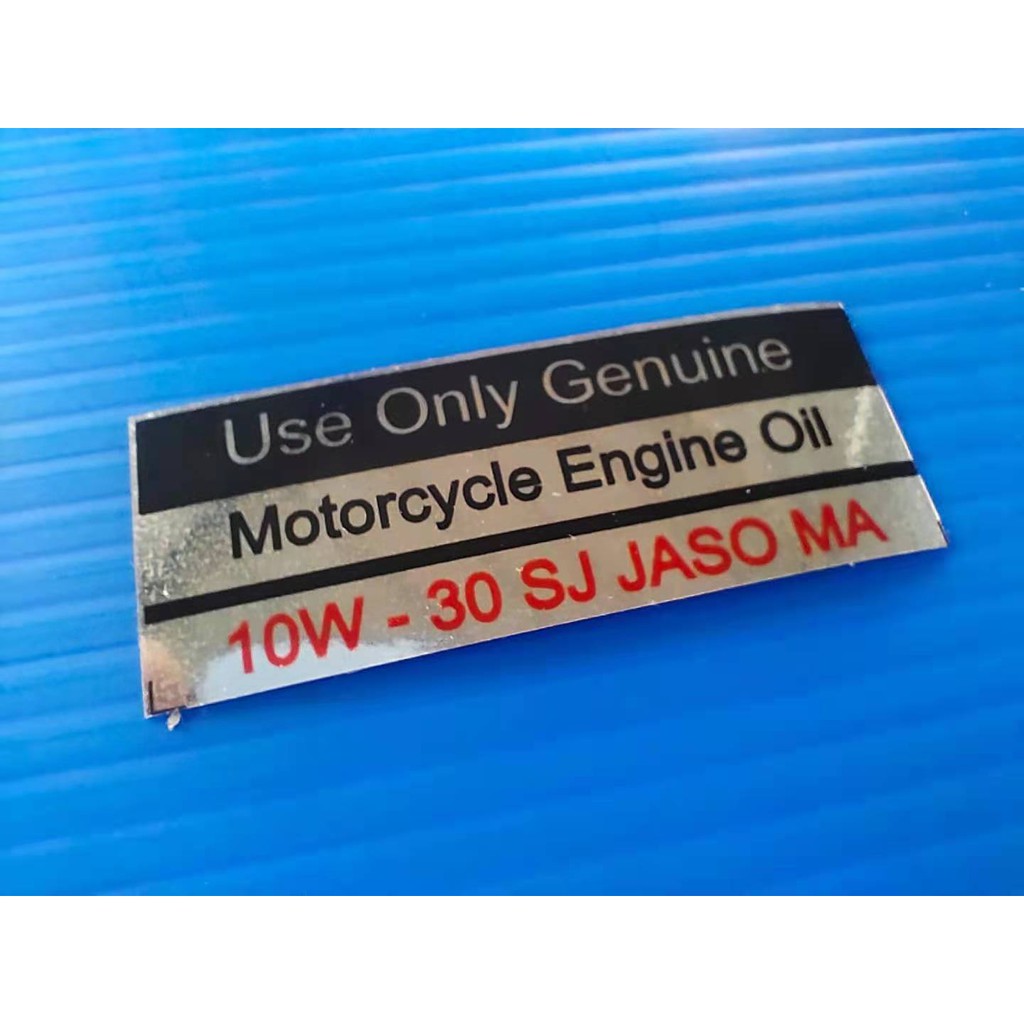 Use Only Genuine
Motorcycle Engine Oil
10W - 30 SJ JASO MA